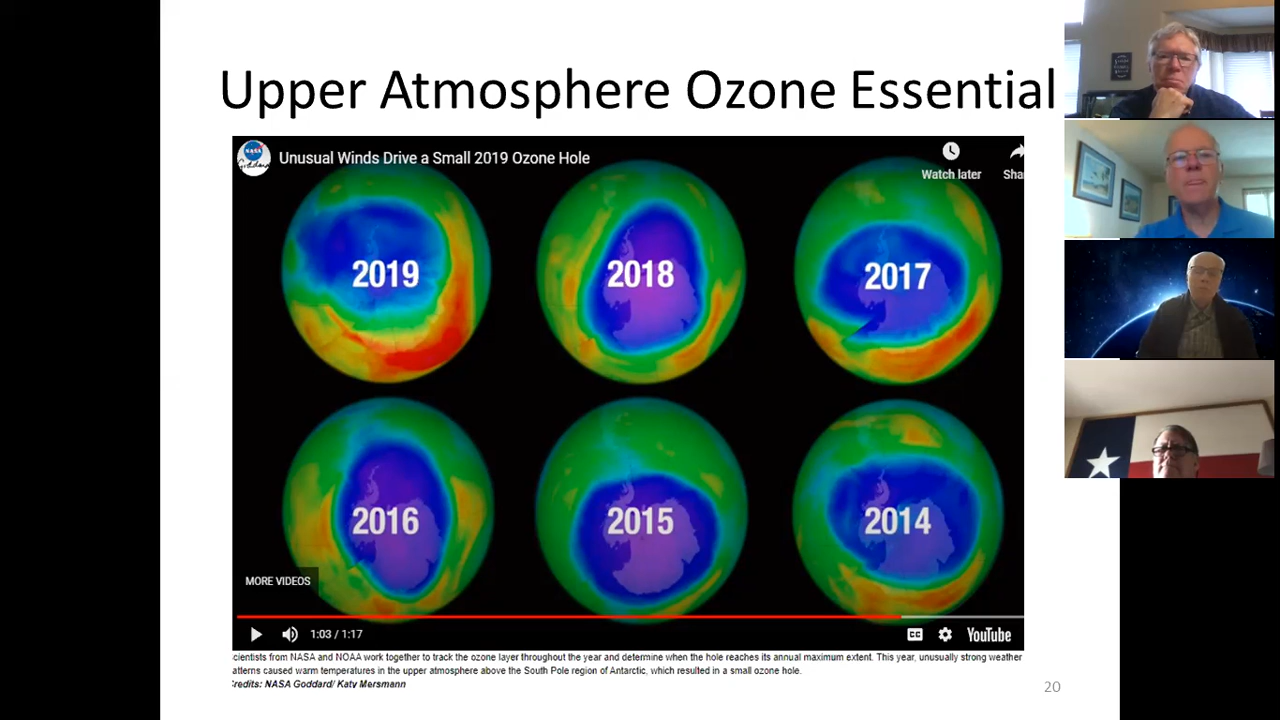 Upper Atmosphere Ozone Essential
NASA
Goddard
Unusual Winds Drive a Small 2019 Ozone Hole
Watch later
Sha
2019
2018
2017
2016
2015
2014
MORE VIDEOS
1:03 / 1:17
CC
YouTube
cientists from NASA and NOAA work together to track the ozone layer throughout the year and determine when the hole reaches its annual maximum extent. This year, unusually strong weather
atterns caused warm temperatures in the upper atmosphere above the South Pole region of Antarctic, which resulted in a small ozone hole.
redits: NASA Goddard/ Katy Mersmann
20